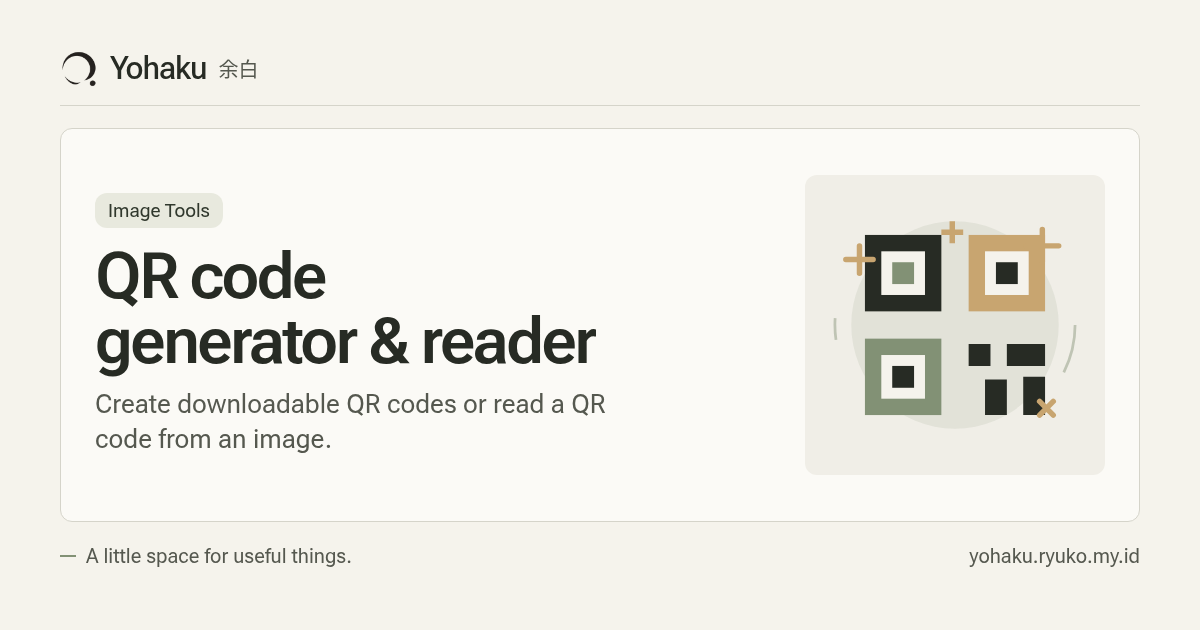 Yohaku 余白
Image Tools
QR code
generator & reader
Create downloadable QR codes or read a QR
code from an image.
— A little space for useful things.
yohaku.ryuko.my.id